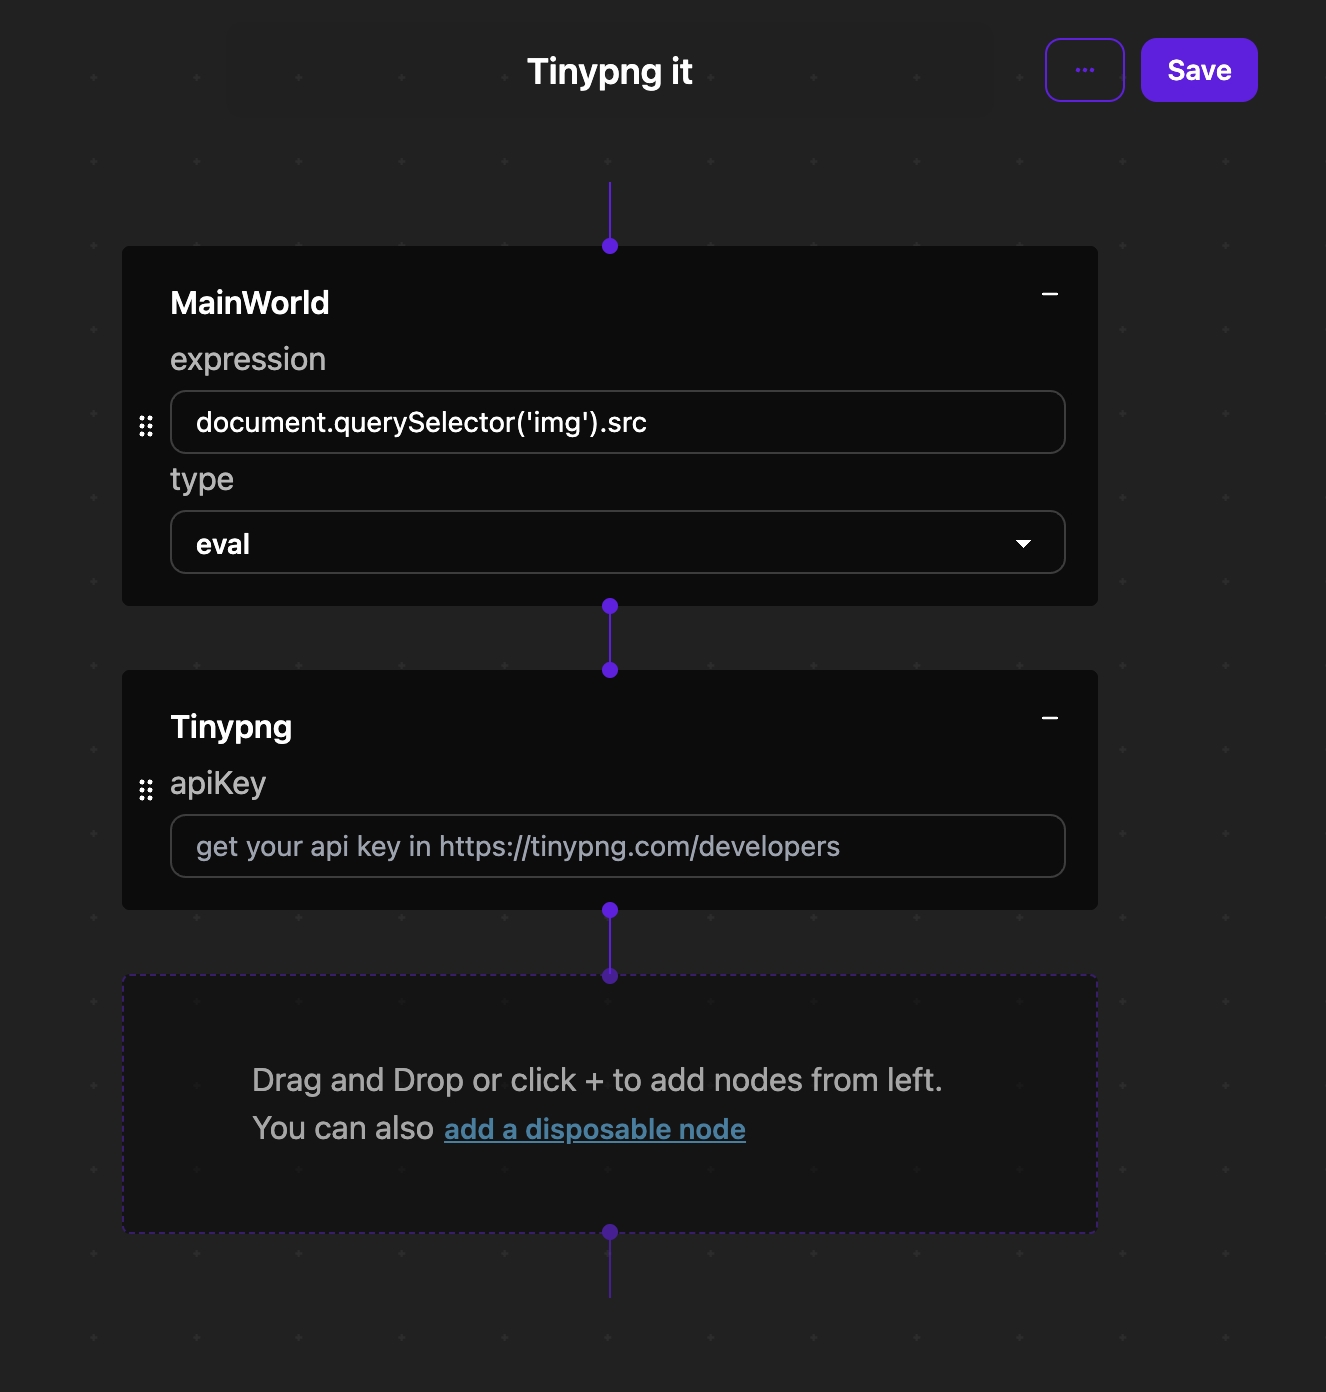 Tinypng it
...
Save
MainWorld
expression
document.querySelector('img').src
type
eval
Tinypng
apiKey
get your api key in https://tinypng.com/developers
Drag and Drop or click + to add nodes from left.
You can also add a disposable node